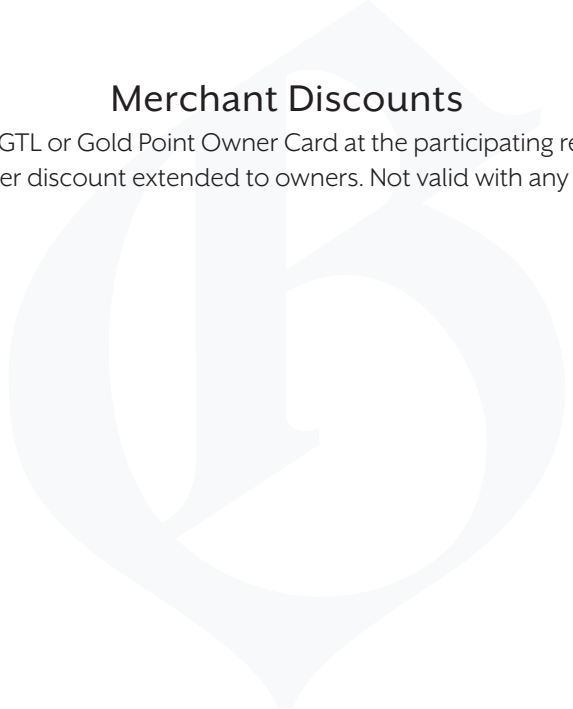 Merchant Discounts
GTL or Gold Point Owner Card at the participating
discount extended to owners. Not valid with any